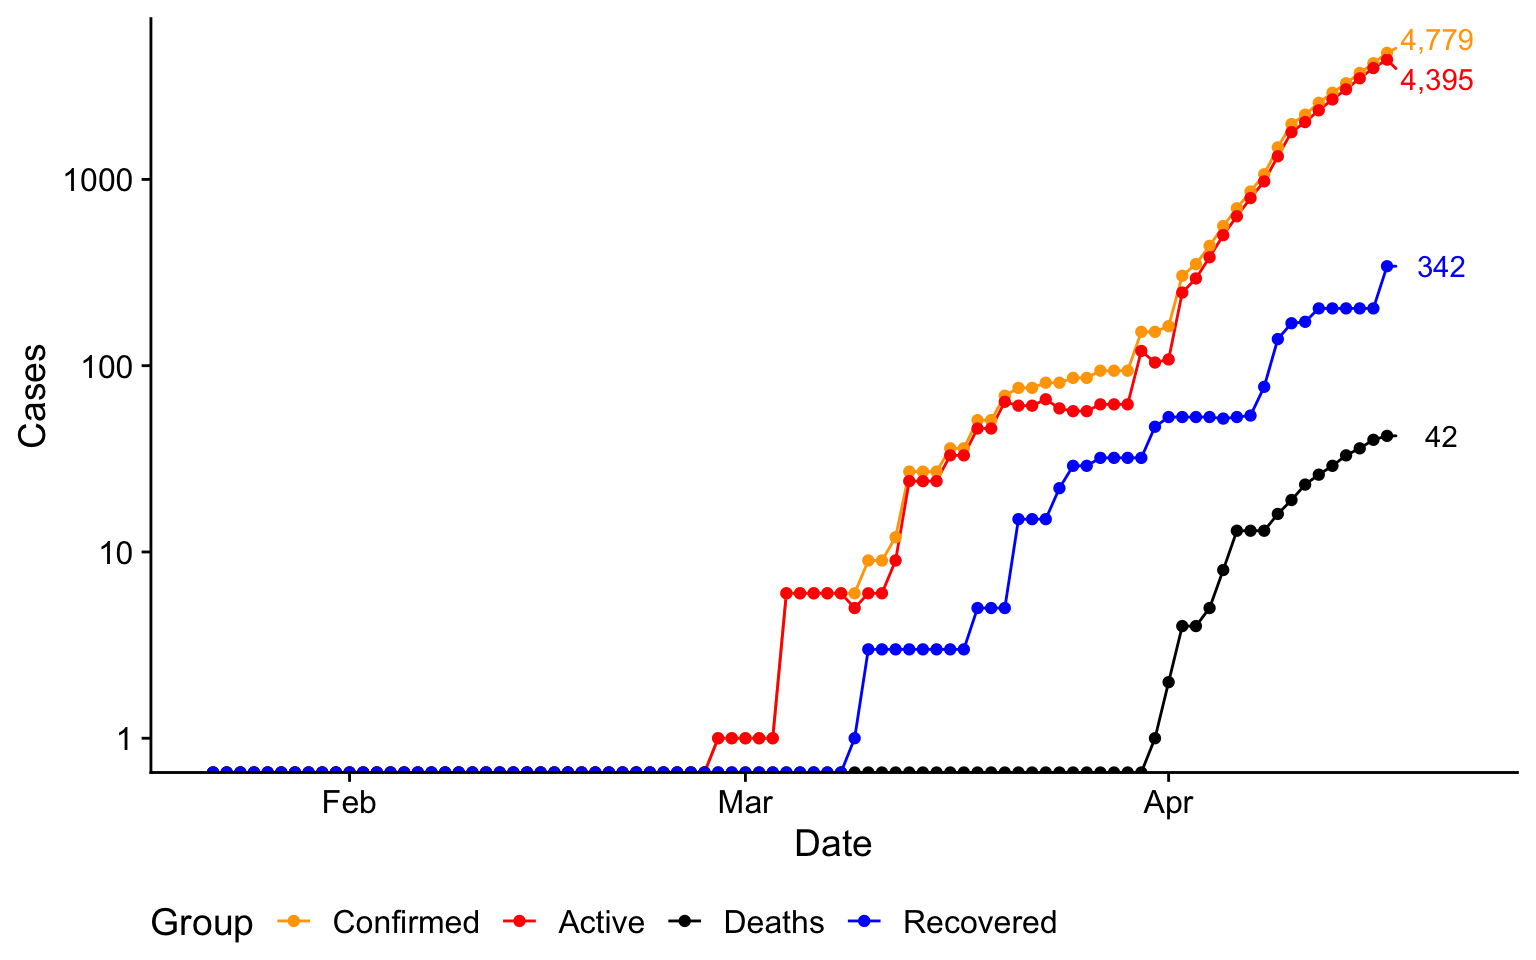 4,779
4,395
1000
342
100
42
10
1
Cases
Feb Mar Apr
Date
Group Confirmed Active Deaths Recovered